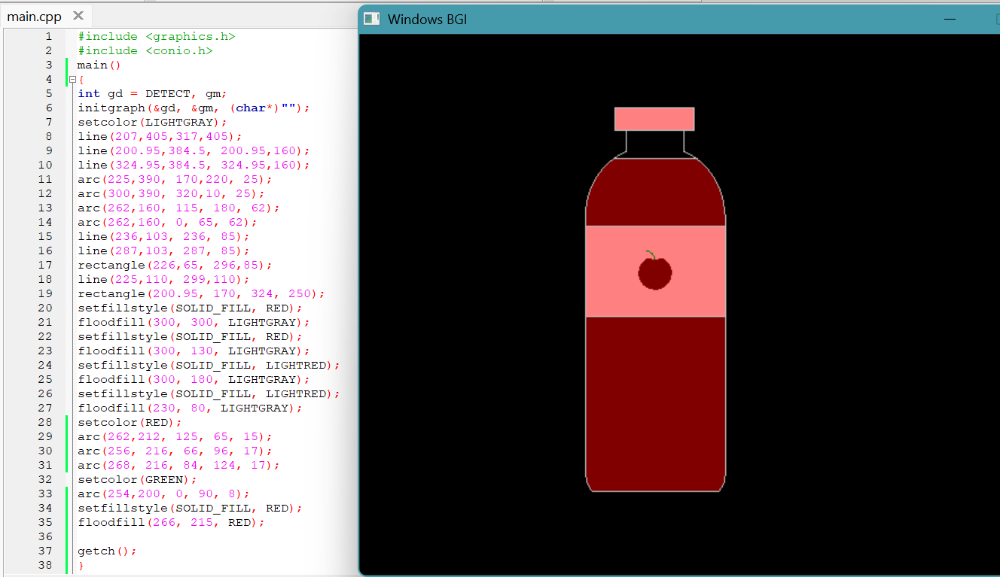 main.cpp
Windows BGI
1 #include <graphics.h>
2 #include <conio.h>
3 main()
4 {
5 int gd = DETECT, gm;
6 initgraph(&gd, &gm, (char*)"");
7 setcolor(LIGHTGRAY);
8 line(207,405,317,405);
9 line(200.95,384.5, 200.95,160);
10 line(324.95,384.5, 324.95,160);
11 arc(225,390, 170,220, 25);
12 arc(300,390, 320,10, 25);
13 arc(262,160, 115, 180, 62);
14 arc(262,160, 0, 65, 62);
15 line(236,103, 236, 85);
16 line(287,103, 287, 85);
17 rectangle(226,65, 296,85);
18 line(225,110, 299,110);
19 rectangle(200.95, 170, 324, 250);
20 setfillstyle(SOLID_FILL, RED);
21 floodfill(300, 300, LIGHTGRAY);
22 setfillstyle(SOLID_FILL, RED);
23 floodfill(300, 130, LIGHTGRAY);
24 setfillstyle(SOLID_FILL, LIGHTRED);
25 floodfill(300, 180, LIGHTGRAY);
26 setfillstyle(SOLID_FILL, LIGHTRED);
27 floodfill(230, 80, LIGHTGRAY);
28 setcolor(RED);
29 arc(262,212, 125, 65, 15);
30 arc(256, 216, 66, 96, 17);
31 arc(268, 216, 84, 124, 17);
32 setcolor(GREEN);
33 arc(254,200, 0, 90, 8);
34 setfillstyle(SOLID_FILL, RED);
35 floodfill(266, 215, RED);
36
37 getch();
38 }